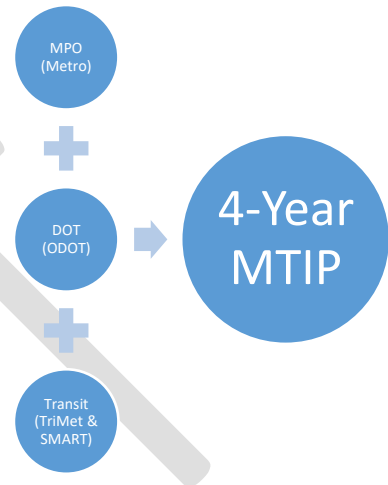 MPO
(Metro)
DOT
(ODOT)
Transit
(TriMet &
SMART)
4-Year
MTIP